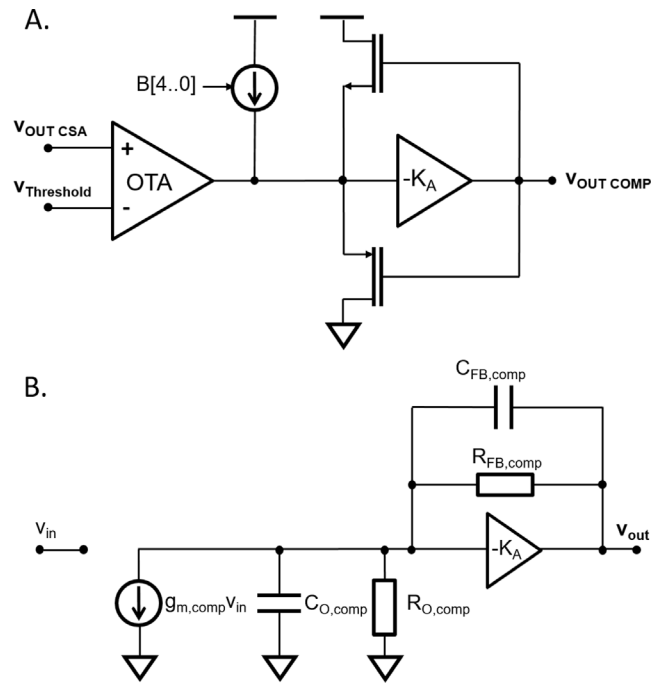 A.
B[4..0]
vOUT CSA
+
OTA
-KA
vOUT COMP
vThreshold
-
B.
CFB,comp
RFB,comp
vin
vout
-KA
gm,compvin
CO,comp
RO,comp